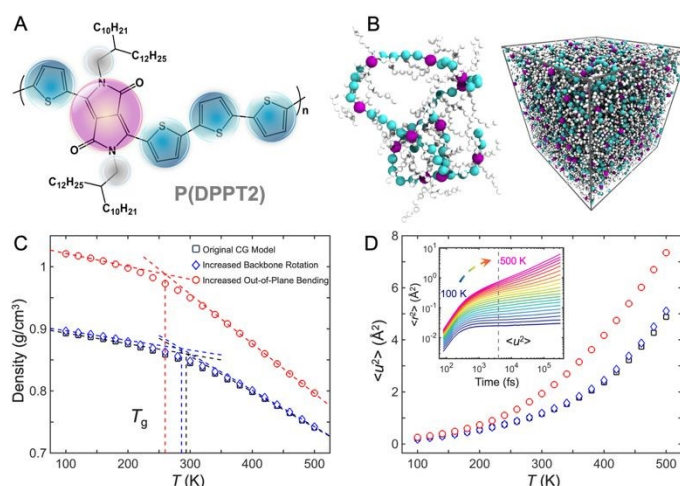 A
C₁₀H₂₁
C₁₂H₂₅
S
O
N
S
S
N
O
S
n
C₁₂H₂₅
C₁₀H₂₁
P(DPPT2)
B
C
Original CG Model
Increased Backbone Rotation
Increased Out-of-Plane Bending
Density (g/cm³)
1
0.9
0.8
0.7
Tg
100 200 300 400 500
T (K)
D
<u²> (Å²)
8
6
4
2
0
<r²> (Å²)
10²
10⁰
10⁻²
100 K
500 K
<u²>
10² 10³ 10⁴ 10⁵
Time (fs)
100 200 300 400 500
T (K)